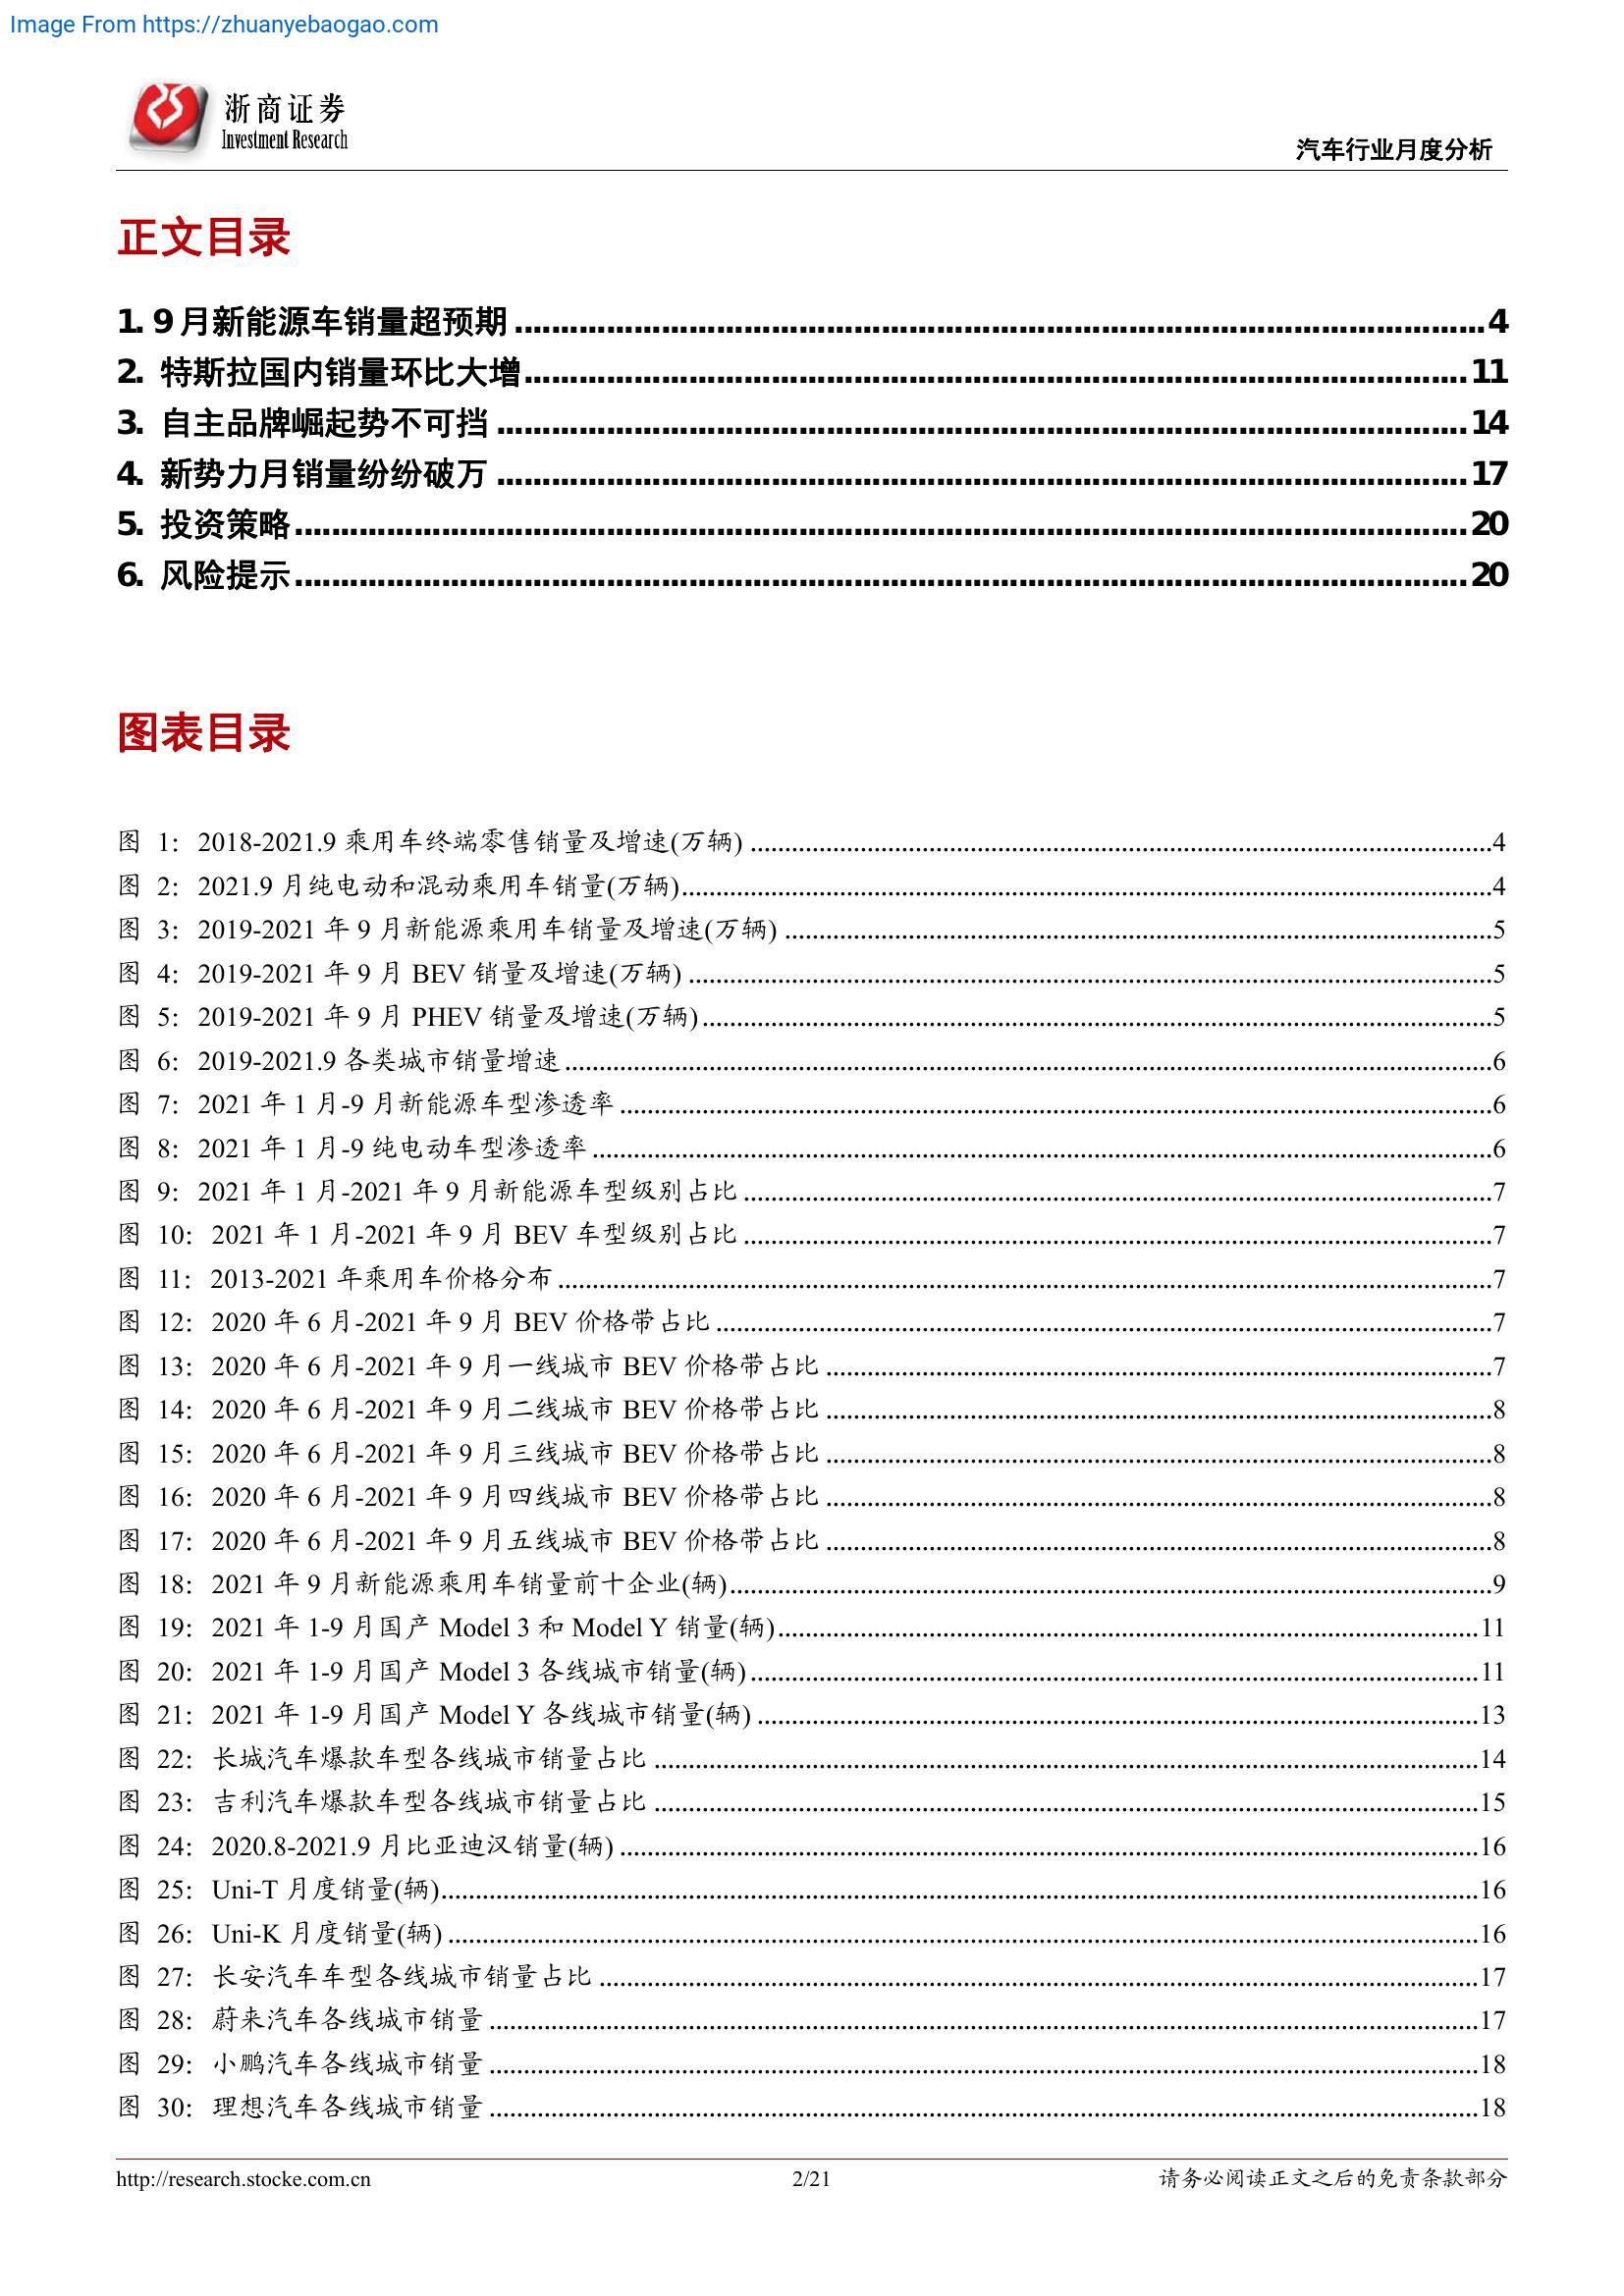 Image From https://zhuanyebaogao.com
浙商证券
Investment Research
汽车行业月度分析
正文目录
1. 9 月新能源车销量超预期 ................ 4
2. 特斯拉国内销量环比大增 ................ 11
3. 自主品牌崛起势不可挡 ................ 14
4. 新势力月销量纷纷破万 ................ 17
5. 投资策略 ................ 20
6. 风险提示 ................ 20
图表目录
图 1：2018-2021.9 乘用车终端零售销量及增速(万辆) ................ 4
图 2：2021.9 月纯电动和混动乘用车销量(万辆) ................ 4
图 3：2019-2021 年 9 月新能源乘用车销量及增速(万辆) ................ 5
图 4：2019-2021 年 9 月 BEV 销量及增速(万辆) ................ 5
图 5：2019-2021 年 9 月 PHEV 销量及增速(万辆) ................ 5
图 6：2019-2021.9 各类城市销量增速 ................ 6
图 7：2021 年 1 月-9 月新能源车型渗透率 ................ 6
图 8：2021 年 1 月-9 纯电动车型渗透率 ................ 6
图 9：2021 年 1 月-2021 年 9 月新能源车型级别占比 ................ 7
图 10：2021 年 1 月-2021 年 9 月 BEV 车型级别占比 ................ 7
图 11：2013-2021 年乘用车价格分布 ................ 7
图 12：2020 年 6 月-2021 年 9 月 BEV 价格带占比 ................ 7
图 13：2020 年 6 月-2021 年 9 月一线城市 BEV 价格带占比 ................ 7
图 14：2020 年 6 月-2021 年 9 月二线城市 BEV 价格带占比 ................ 8
图 15：2020 年 6 月-2021 年 9 月三线城市 BEV 价格带占比 ................ 8
图 16：2020 年 6 月-2021 年 9 月四线城市 BEV 价格带占比 ................ 8
图 17：2020 年 6 月-2021 年 9 月五线城市 BEV 价格带占比 ................ 8
图 18：2021 年 9 月新能源乘用车销量前十企业(辆) ................ 9
图 19：2021 年 1-9 月国产 Model 3 和 Model Y 销量(辆) ................ 11
图 20：2021 年 1-9 月国产 Model 3 各线城市销量(辆) ................ 11
图 21：2021 年 1-9 月国产 Model Y 各线城市销量(辆) ................ 13
图 22：长城汽车爆款车型各线城市销量占比 ................ 14
图 23：吉利汽车爆款车型各线城市销量占比 ................ 15
图 24：2020.8-2021.9 月比亚迪汉销量(辆) ................ 16
图 25：Uni-T 月度销量(辆) ................ 16
图 26：Uni-K 月度销量(辆) ................ 16
图 27：长安汽车车型各线城市销量占比 ................ 17
图 28：蔚来汽车各线城市销量 ................ 17
图 29：小鹏汽车各线城市销量 ................ 18
图 30：理想汽车各线城市销量 ................ 18
http://research.stocke.com.cn
2/21
请务必阅读正文之后的免责条款部分